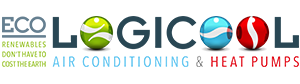 ECO
RENEWABLES
DON'T HAVE TO
COST THE EARTH
LOGICOOL
AIR CONDITIONING & HEAT PUMPS